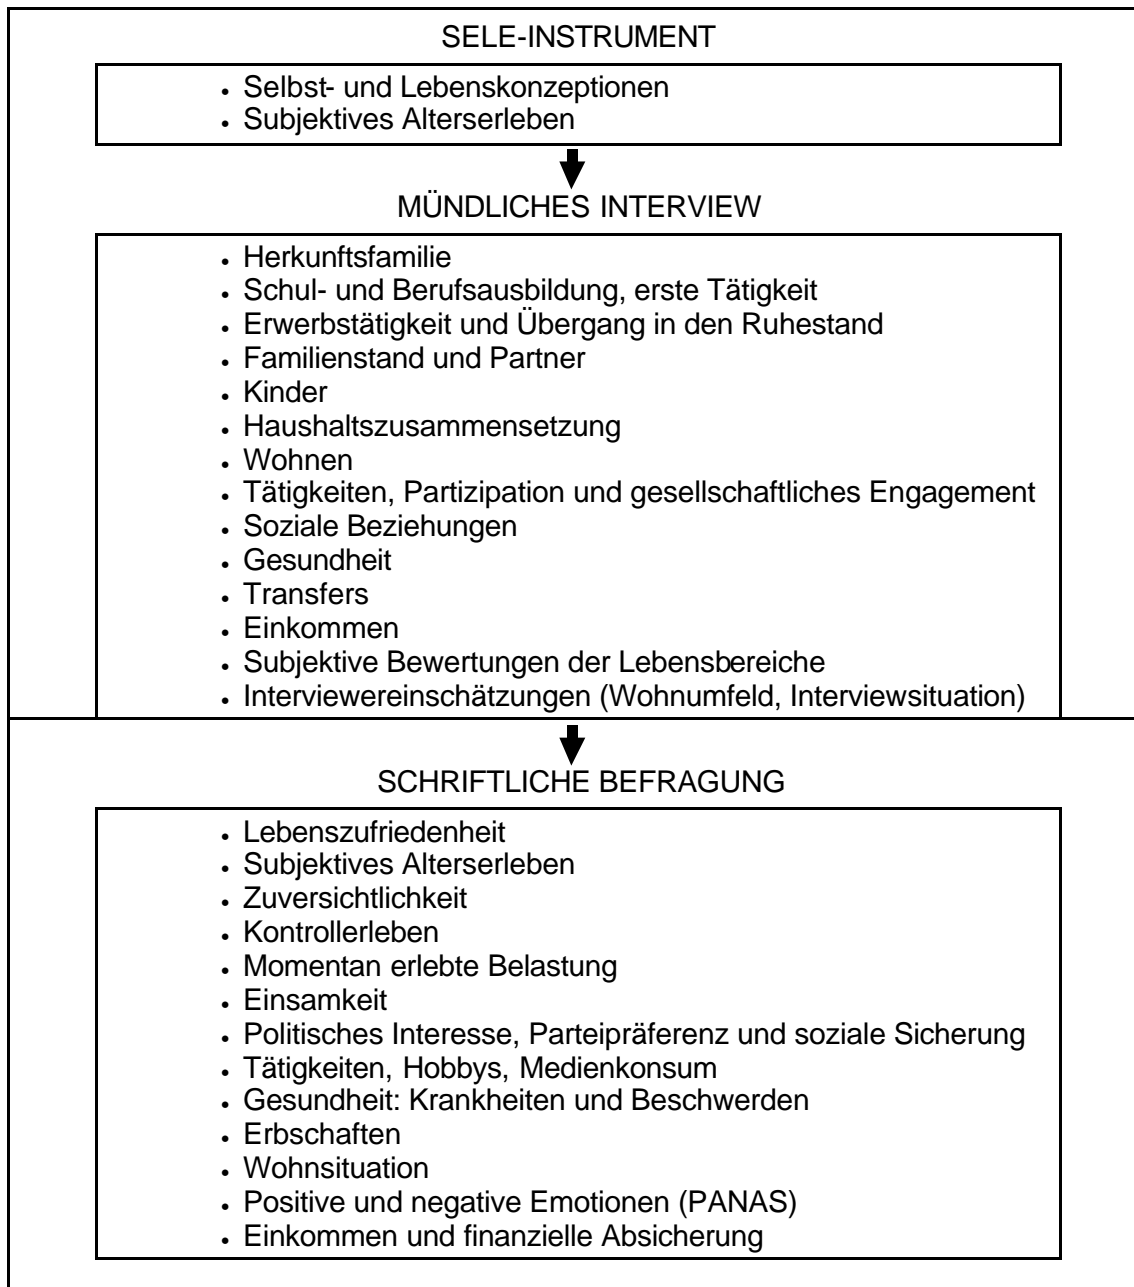 SELE-INSTRUMENT
• Selbst- und Lebenskonzeptionen
• Subjektives Alterserleben
MÜNDLICHES INTERVIEW
• Herkunftsfamilie
• Schul- und Berufsausbildung, erste Tätigkeit
• Erwerbstätigkeit und Übergang in den Ruhestand
• Familienstand und Partner
• Kinder
• Haushaltszusammensetzung
• Wohnen
• Tätigkeiten, Partizipation und gesellschaftliches Engagement
• Soziale Beziehungen
• Gesundheit
• Transfers
• Einkommen
• Subjektive Bewertungen der Lebensbereiche
• Interviewereinschätzungen (Wohnumfeld, Interviewsituation)
SCHRIFTLICHE BEFRAGUNG
• Lebenszufriedenheit
• Subjektives Alterserleben
• Zuversichtlichkeit
• Kontrollerleben
• Momentan erlebte Belastung
• Einsamkeit
• Politisches Interesse, Parteipräferenz und soziale Sicherung
• Tätigkeiten, Hobbys, Medienkonsum
• Gesundheit: Krankheiten und Beschwerden
• Erbschaften
• Wohnsituation
• Positive und negative Emotionen (PANAS)
• Einkommen und finanzielle Absicherung